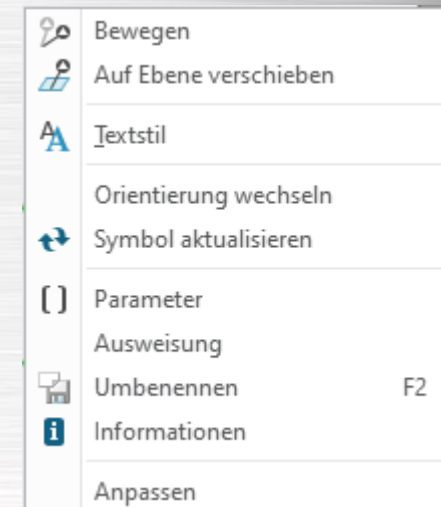 Bewegen
Auf Ebene verschieben
Textstil
Orientierung wechseln
Symbol aktualisieren
Parameter
Ausweisung
Umbenennen F2
Informationen
Anpassen